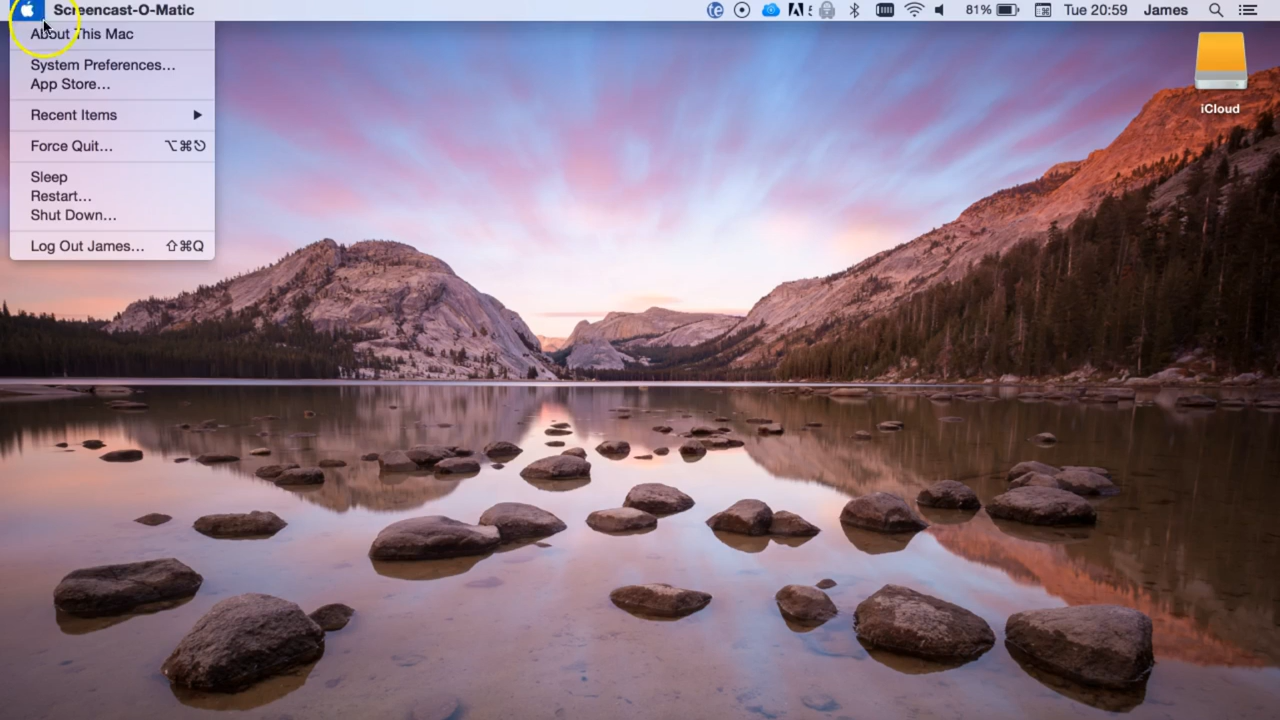 Screencast-O-Matic
81%
Tue 20:59
James
About This Mac
System Preferences…
App Store…
Recent Items
Force Quit… ⌥⌘⎋
Sleep
Restart…
Shut Down…
Log Out James… ⇧⌘Q
iCloud